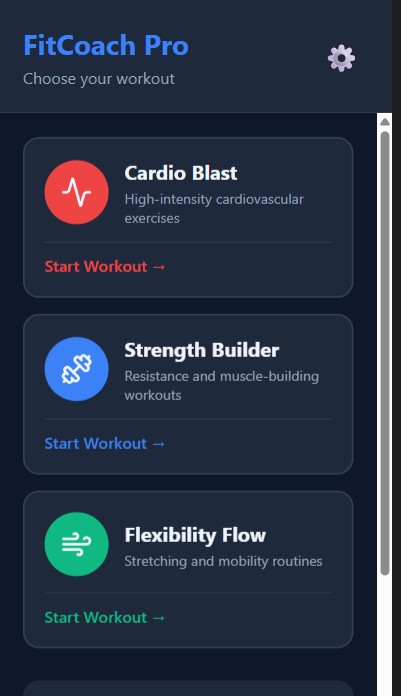 FitCoach Pro
Choose your workout
Cardio Blast
High-intensity cardiovascular
exercises
Start Workout →
Strength Builder
Resistance and muscle-building
workouts
Start Workout →
Flexibility Flow
Stretching and mobility routines
Start Workout →